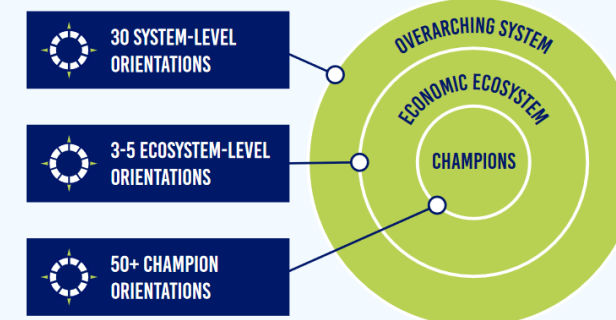 30 SYSTEM-LEVEL
ORIENTATIONS
3-5 ECOSYSTEM-LEVEL
ORIENTATIONS
50+ CHAMPION
ORIENTATIONS
OVERARCHING SYSTEM
ECONOMIC ECOSYSTEM
CHAMPIONS